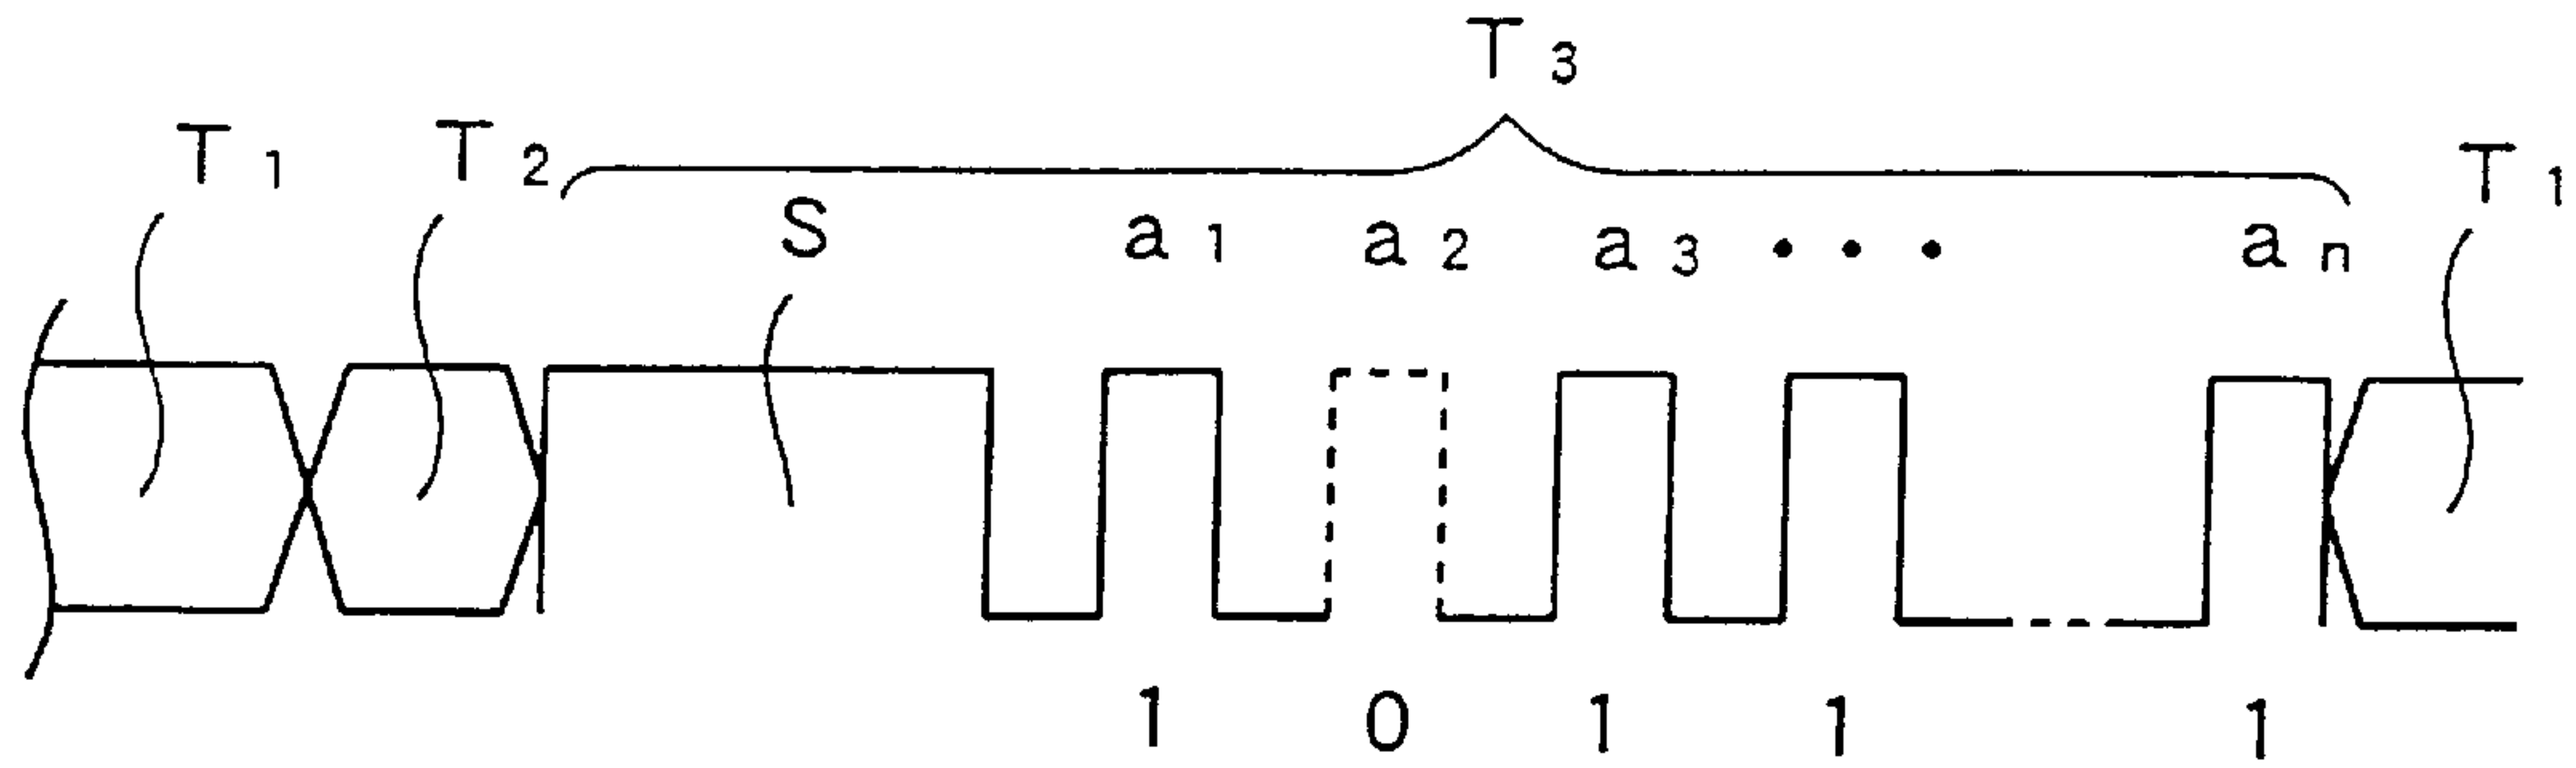 T₃
T₁ T₂ T₁
S a₁ a₂ a₃ • • • aₙ
1 0 1 1 1